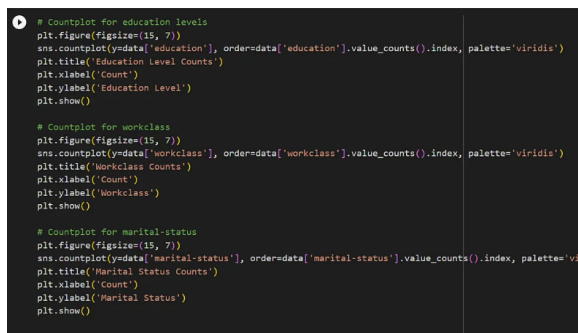 # Countplot for education levels
plt.figure(figsize=(15, 7))
sns.countplot(y=data['education'], order=data['education'].value_counts().index, palette='viridis')
plt.title('Education Level Counts')
plt.xlabel('Count')
plt.ylabel('Education Level')
plt.show()

# Countplot for workclass
plt.figure(figsize=(15, 7))
sns.countplot(y=data['workclass'], order=data['workclass'].value_counts().index, palette='viridis')
plt.title('Workclass Counts')
plt.xlabel('Count')
plt.ylabel('Workclass')
plt.show()

# Countplot for marital-status
plt.figure(figsize=(15, 7))
sns.countplot(y=data['marital-status'], order=data['marital-status'].value_counts().index, palette='vi
plt.title('Marital Status Counts')
plt.xlabel('Count')
plt.ylabel('Marital Status')
plt.show()